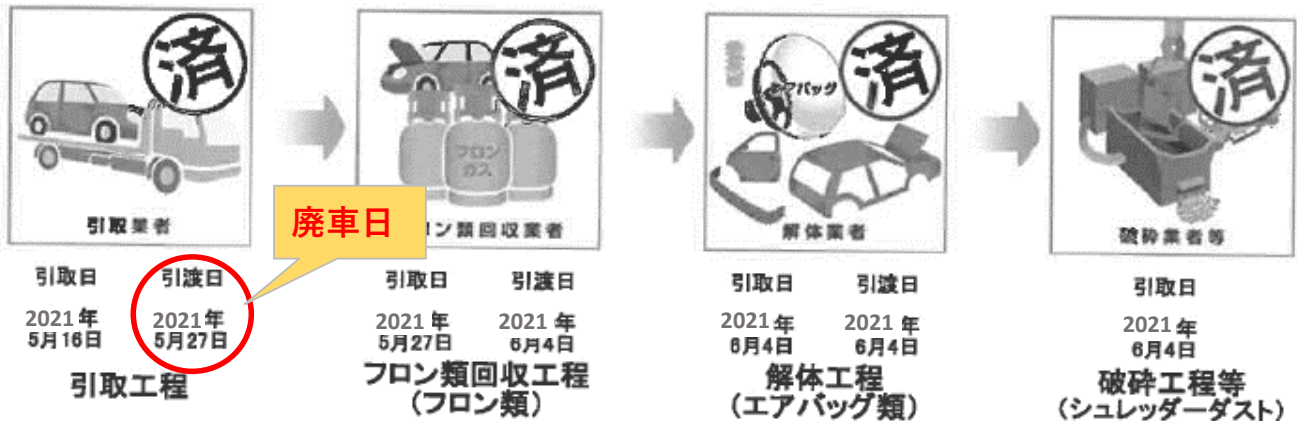 済
引取業者
引取日 引渡日
2021年 2021年
5月16日 5月27日
引取工程
廃車日
済
フロン
ガス
ロン類回収業者
引取日 引渡日
2021年 2021年
5月27日 6月4日
フロン類回収工程
（フロン類）
済
エアバッグ
解体業者
引取日 引渡日
2021年 2021年
6月4日 6月4日
解体工程
（エアバッグ類）
済
破砕業者等
引取日
2021年
6月4日
破砕工程等
（シュレッダーダスト）